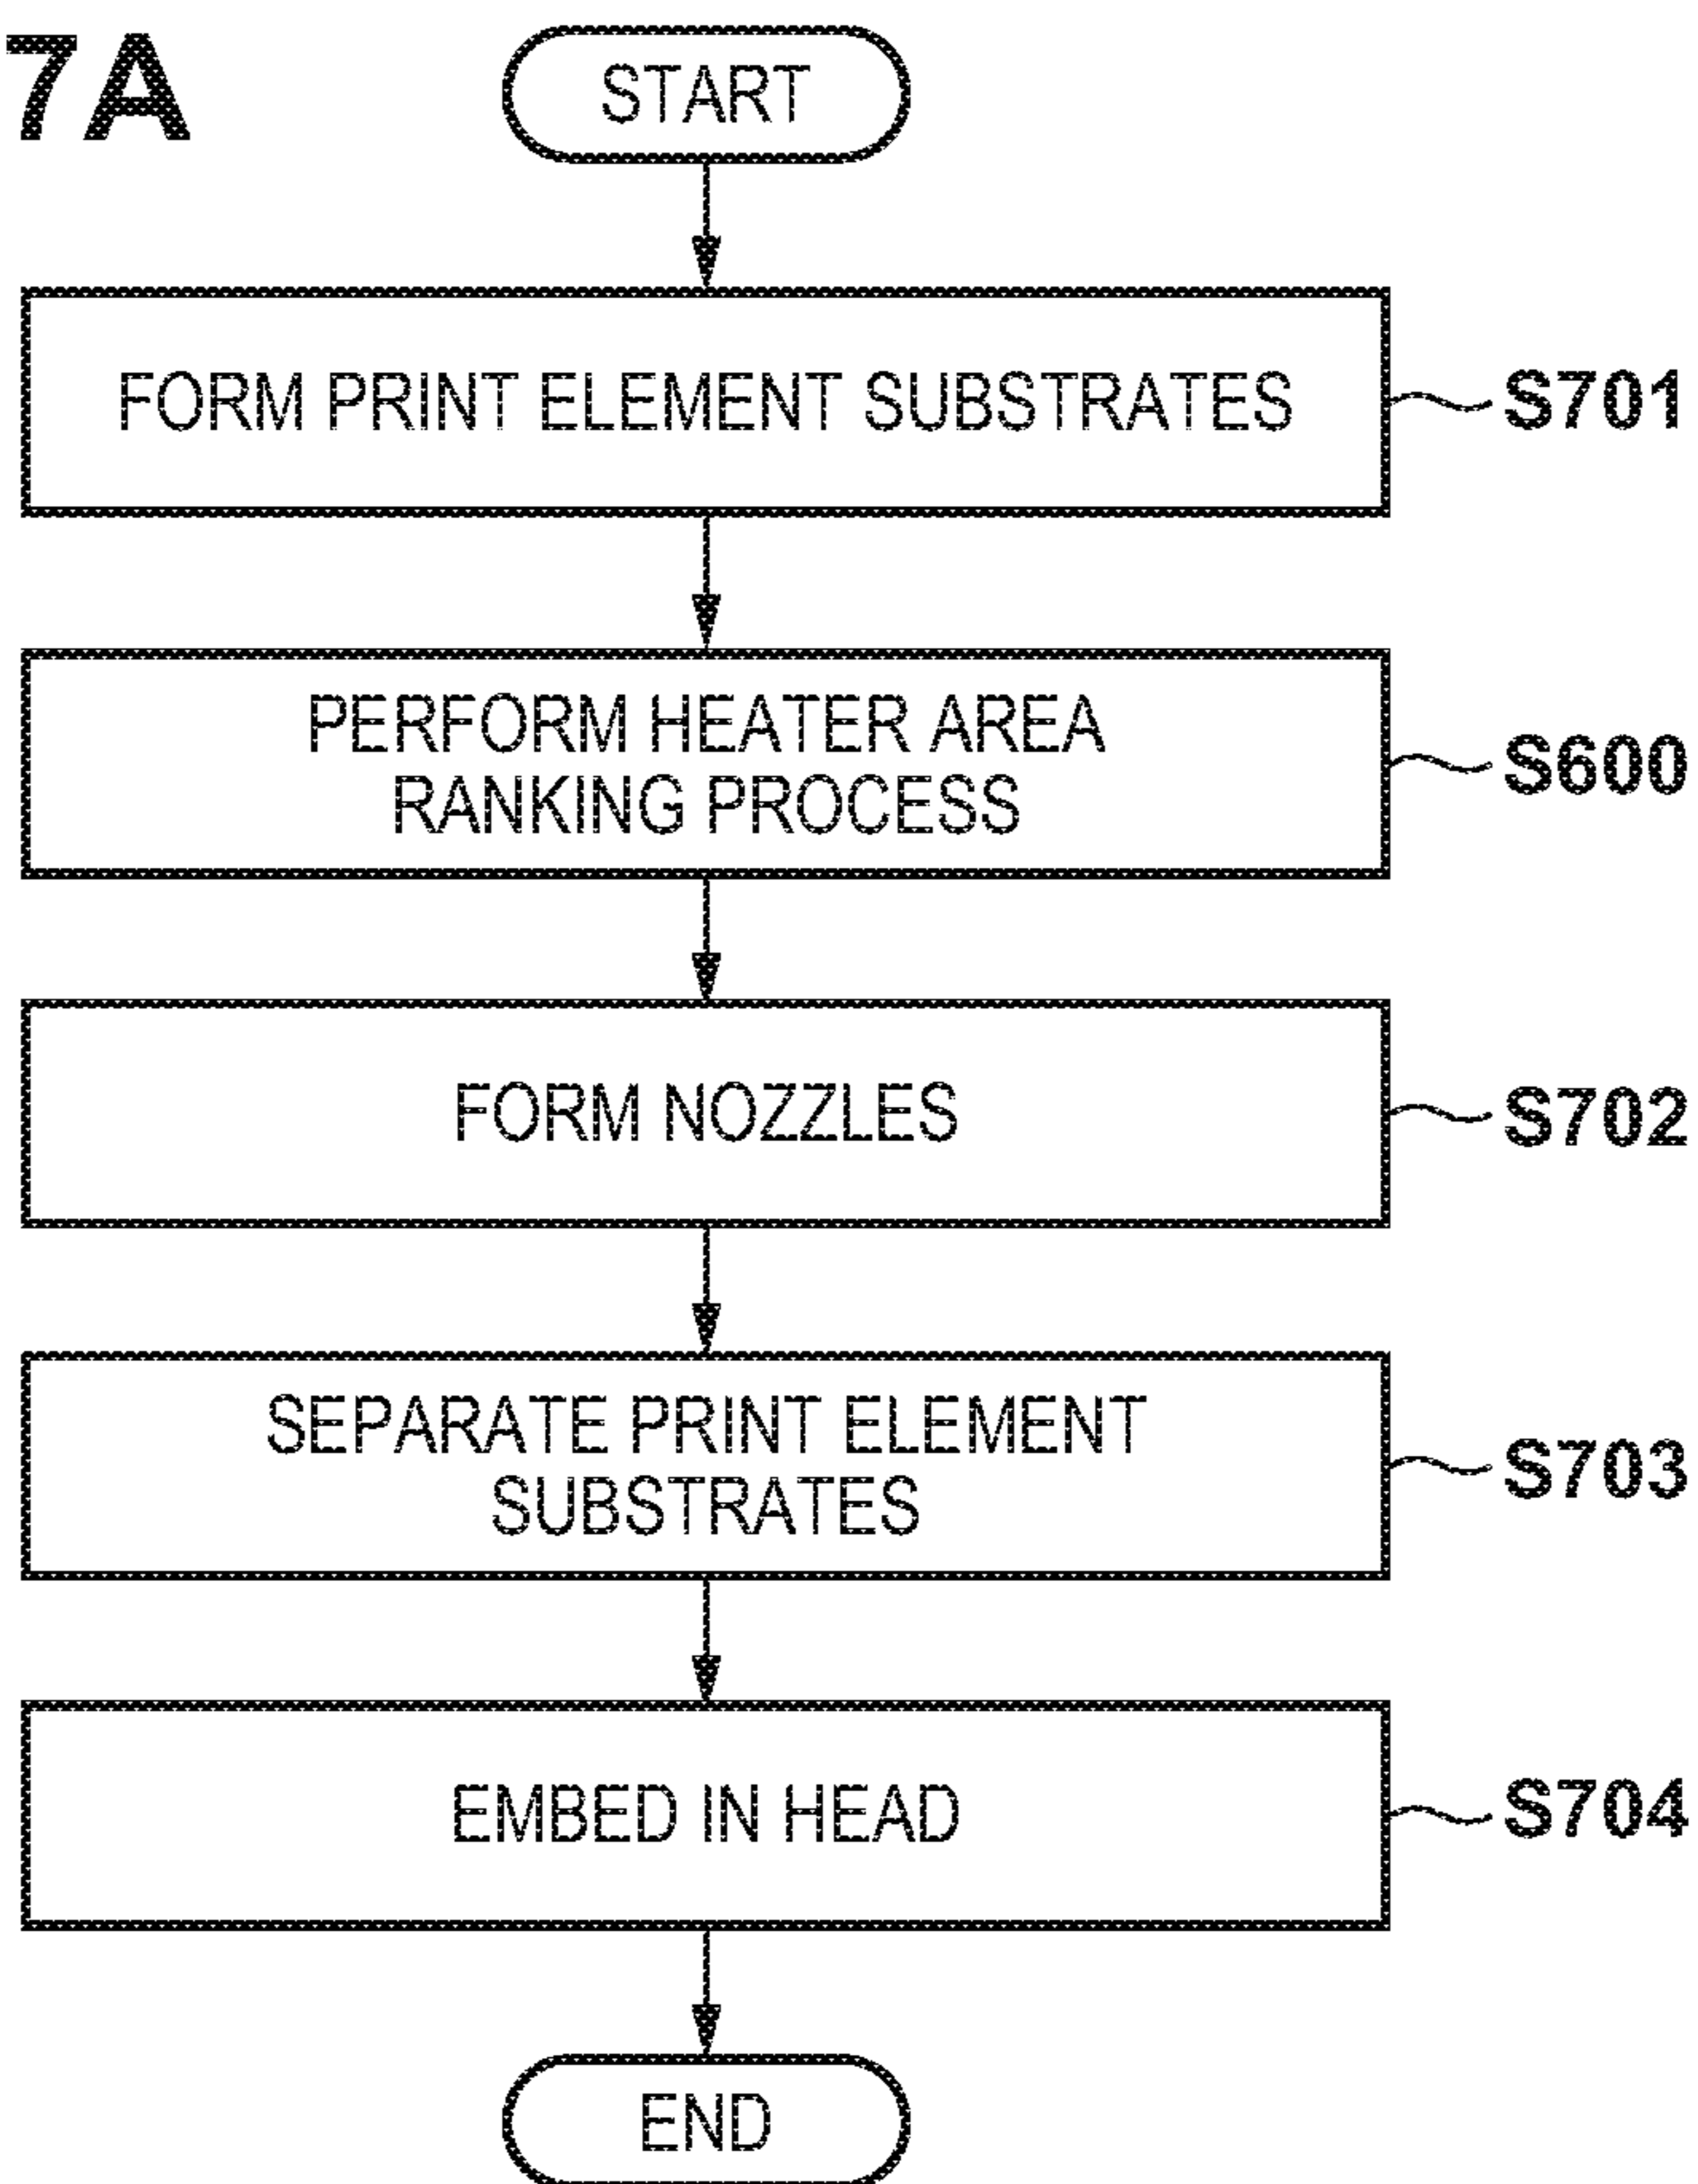 7A
START
FORM PRINT ELEMENT SUBSTRATES
S701
PERFORM HEATER AREA
RANKING PROCESS
S600
FORM NOZZLES
S702
SEPARATE PRINT ELEMENT
SUBSTRATES
S703
EMBED IN HEAD
S704
END